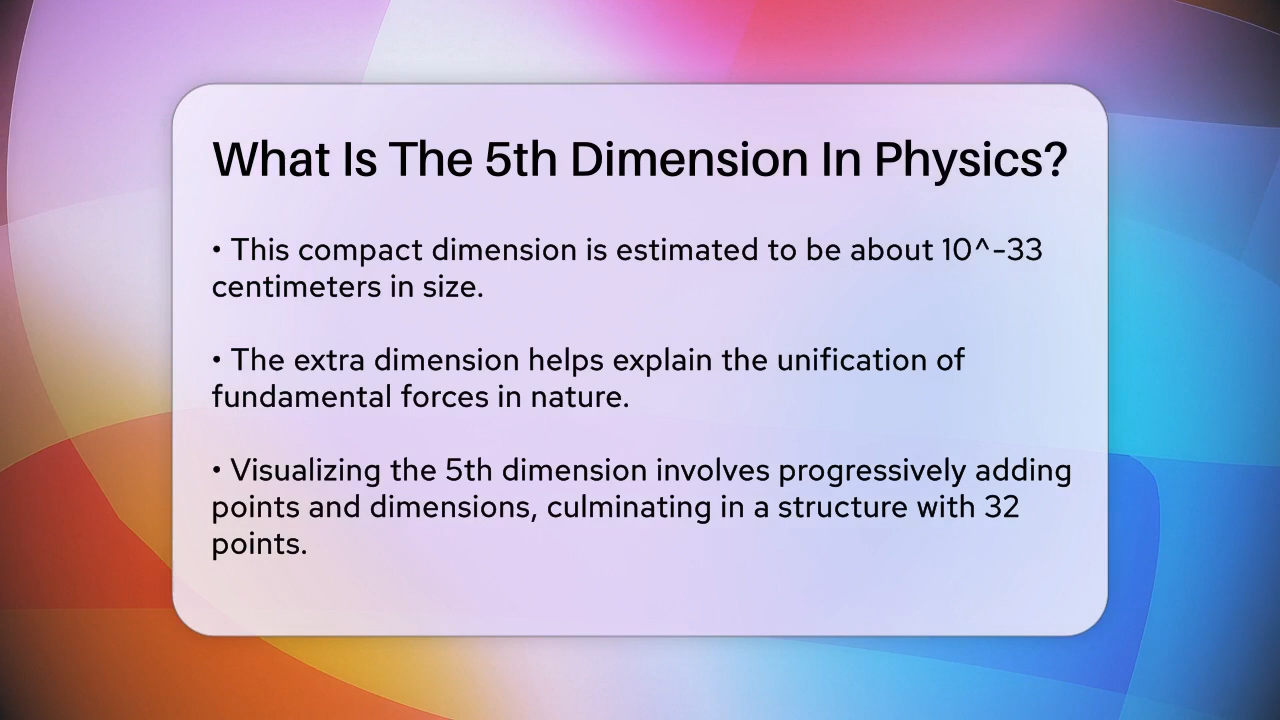 What Is The 5th Dimension In Physics?
• This compact dimension is estimated to be about 10^-33
centimeters in size.
• The extra dimension helps explain the unification of
fundamental forces in nature.
• Visualizing the 5th dimension involves progressively adding
points and dimensions, culminating in a structure with 32
points.